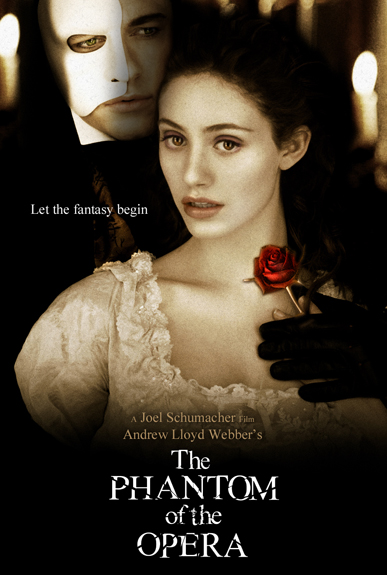 Let the fantasy begin
A Joel Schumacher Film
Andrew Lloyd Webber's
The
PHANTOM
of the
OPERA